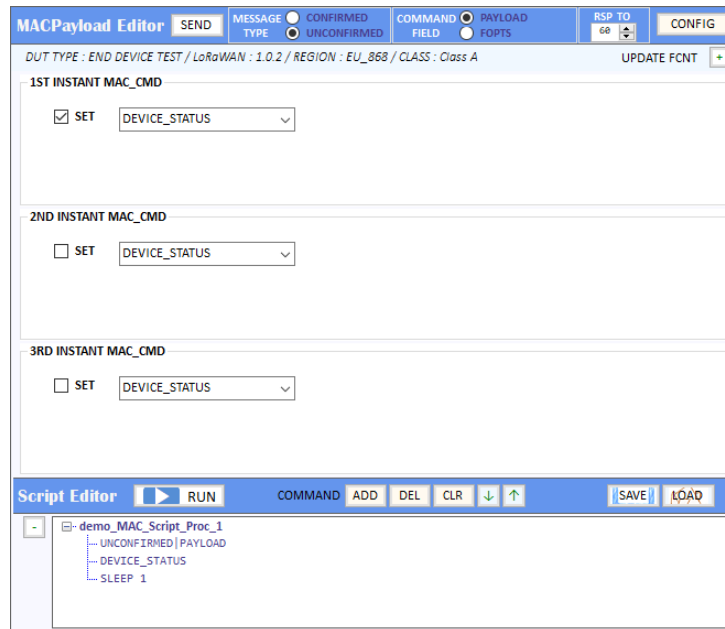 MACPayload Editor SEND MESSAGE TYPE CONFIRMED UNCONFIRMED COMMAND FIELD PAYLOAD FOPTS RSP TO 60 CONFIG
DUT TYPE : END DEVICE TEST / LoRaWAN : 1.0.2 / REGION : EU_868 / CLASS : Class A UPDATE FCNT +
1ST INSTANT MAC_CMD
SET DEVICE_STATUS
2ND INSTANT MAC_CMD
SET DEVICE_STATUS
3RD INSTANT MAC_CMD
SET DEVICE_STATUS
Script Editor RUN COMMAND ADD DEL CLR ↓ ↑ SAVE LOAD
- demo_MAC_Script_Proc_1
UNCONFIRMED|PAYLOAD
DEVICE_STATUS
SLEEP 1